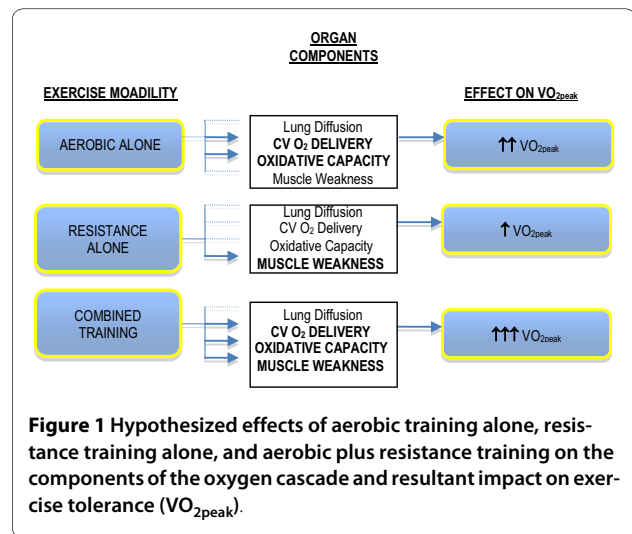 ORGAN
COMPONENTS
EXERCISE MOADILITY
EFFECT ON VO2peak
AEROBIC ALONE
Lung Diffusion
CV O2 DELIVERY
OXIDATIVE CAPACITY
Muscle Weakness
↑↑ VO2peak
RESISTANCE
ALONE
Lung Diffusion
CV O2 Delivery
Oxidative Capacity
MUSCLE WEAKNESS
↑ VO2peak
COMBINED
TRAINING
Lung Diffusion
CV O2 DELIVERY
OXIDATIVE CAPACITY
MUSCLE WEAKNESS
↑↑↑ VO2peak
Figure 1 Hypothesized effects of aerobic training alone, resis-
tance training alone, and aerobic plus resistance training on the
components of the oxygen cascade and resultant impact on exer-
cise tolerance (VO2peak).